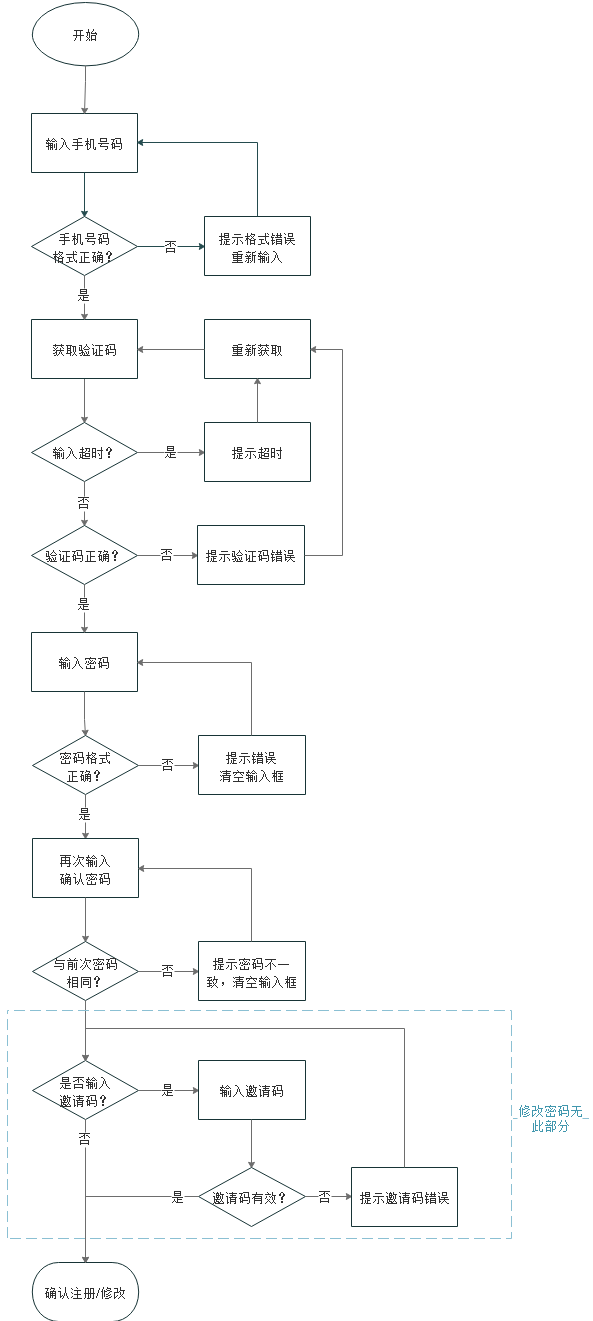 开始
输入手机号码
手机号码
格式正确？
否
提示格式错误
重新输入
是
获取验证码
重新获取
输入超时？
是
提示超时
否
验证码正确？
否
提示验证码错误
是
输入密码
密码格式
正确？
否
提示错误
清空输入框
是
再次输入
确认密码
与前次密码
相同？
否
提示密码不一
致，清空输入框
是否输入
邀请码？
是
输入邀请码
修改密码无
此部分
否
是
邀请码有效？
否
提示邀请码错误
确认注册/修改